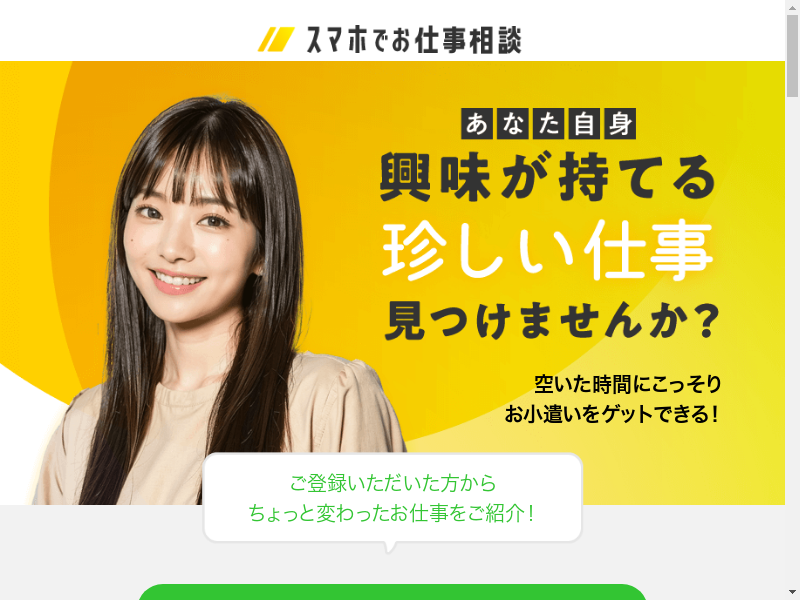 スマホでお仕事相談
あなた自身
興味が持てる
珍しい仕事
見つけませんか？
空いた時間にこっそり
お小遣いをゲットできる！
ご登録いただいた方から
ちょっと変わったお仕事をご紹介！